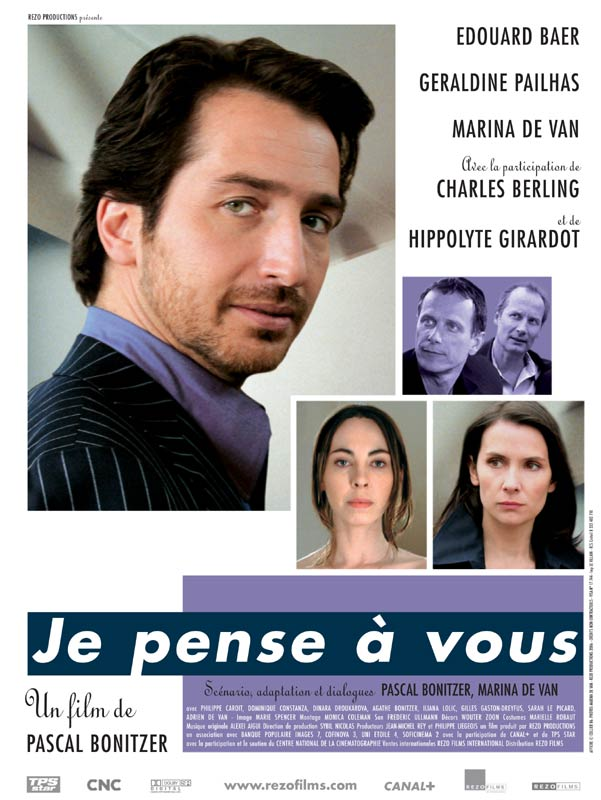 REZO PRODUCTIONS présente
EDOUARD BAER
GERALDINE PAILHAS
MARINA DE VAN
Avec la participation de
CHARLES BERLING
et de
HIPPOLYTE GIRARDOT
Je pense à vous
Un film de
PASCAL BONITZER
Scénario, adaptation et dialogues PASCAL BONITZER, MARINA DE VAN
avec PHILIPPE CAROIT, DOMINIQUE CONSTANZA, DINARA DROUKAROVA, AGATHE BONITZER, ILIANA LOLIC, GILLES GASTON-DREYFUS, SARAH LE PICARD,
ADRIEN DE VAN - Image MARIE SPENCER Montage MONICA COLEMAN Son FREDERIC ULLMANN Décors WOUTER ZOON Costumes MARIELLE ROBAUT
Musique originale ALEXEI AIGUI Direction de production SYBIL NICOLAS Producteurs JEAN-MICHEL REY et PHILIPPE LIEGEOIS un film produit par REZO PRODUCTIONS
en association avec BANQUE POPULAIRE IMAGES 7, COFINOVA 3, UNI ETOILE 4, SOFICINEMA 2 avec la participation de CANAL+ et de TPS STAR
avec la participation et le soutien du CENTRE NATIONAL DE LA CINEMATOGRAPHIE Ventes internationales REZO FILMS INTERNATIONAL Distribution REZO FILMS
TPS star
CNC
DOLBY SR
DIGITAL
www.rezofilms.com
CANAL+
REZOFILMS
REZOFILMS